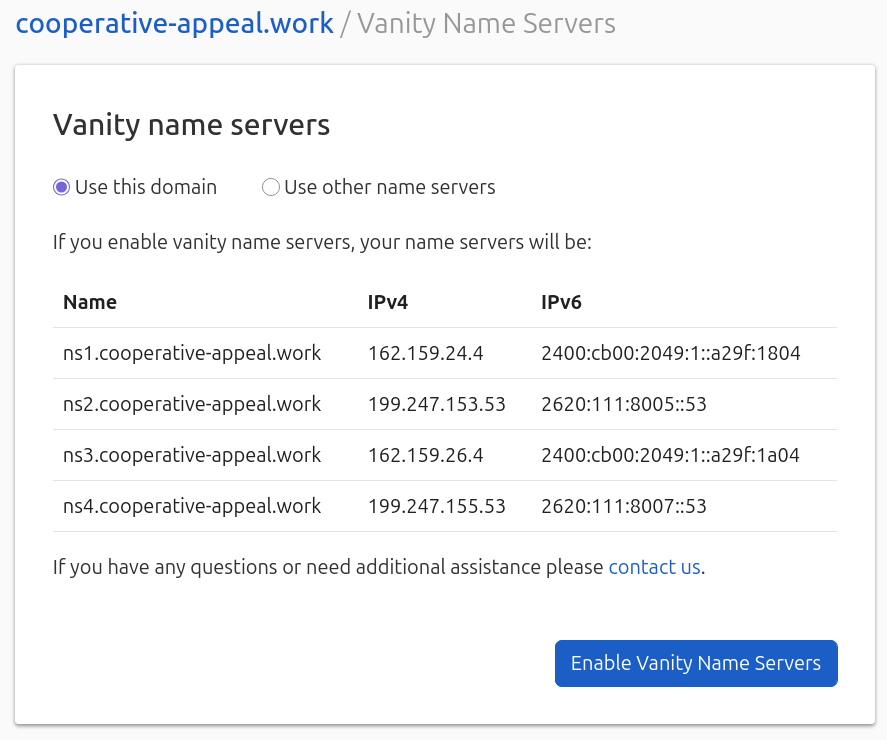 cooperative-appeal.work / Vanity Name Servers
Vanity name servers
Use this domain Use other name servers
If you enable vanity name servers, your name servers will be:
Name IPv4 IPv6
ns1.cooperative-appeal.work 162.159.24.4 2400:cb00:2049:1::a29f:1804
ns2.cooperative-appeal.work 199.247.153.53 2620:111:8005::53
ns3.cooperative-appeal.work 162.159.26.4 2400:cb00:2049:1::a29f:1a04
ns4.cooperative-appeal.work 199.247.155.53 2620:111:8007::53
If you have any questions or need additional assistance please contact us.
Enable Vanity Name Servers